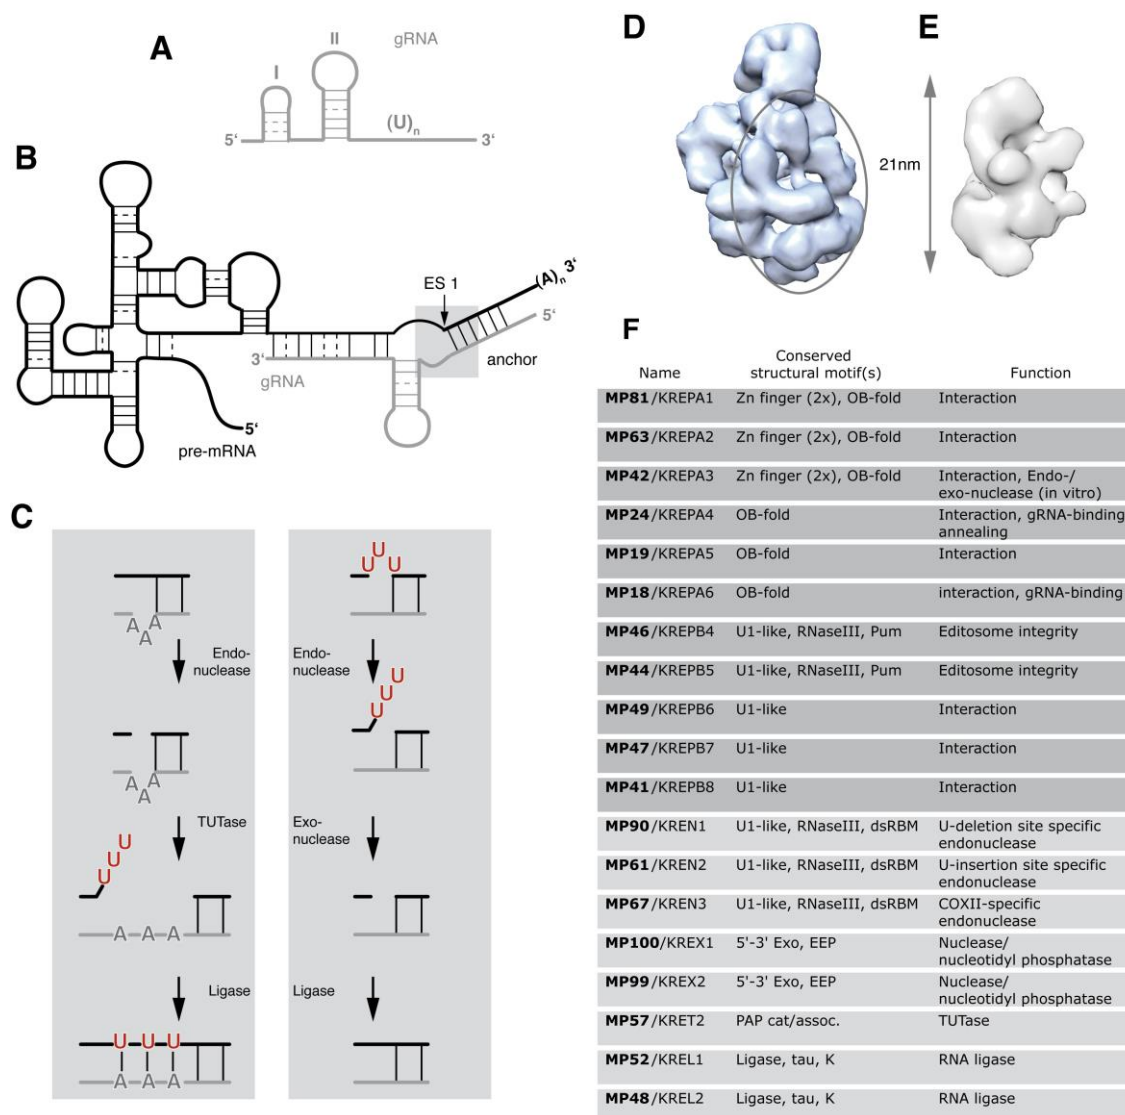 A
I
II
gRNA
(U)n
5‘
3‘
B
ES 1
(A)n 3‘
5‘
anchor
3‘
gRNA
5‘
pre-mRNA
C
A A A
Endo-
nuclease
A A A
TUTase
U U U
A A A
Ligase
U U U
A A A
U U U
Endo-
nuclease
U U U
Exo-
nuclease
Ligase
D
E
21nm
F
Name Conserved structural motif(s) Function
MP81/KREPA1 Zn finger (2x), OB-fold Interaction
MP63/KREPA2 Zn finger (2x), OB-fold Interaction
MP42/KREPA3 Zn finger (2x), OB-fold Interaction, Endo-/
exo-nuclease (in vitro)
MP24/KREPA4 OB-fold Interaction, gRNA-binding
annealing
MP19/KREPA5 OB-fold Interaction
MP18/KREPA6 OB-fold interaction, gRNA-binding
MP46/KREPB4 U1-like, RNaseIII, Pum Editosome integrity
MP44/KREPB5 U1-like, RNaseIII, Pum Editosome integrity
MP49/KREPB6 U1-like Interaction
MP47/KREPB7 U1-like Interaction
MP41/KREPB8 U1-like Interaction
MP90/KREN1 U1-like, RNaseIII, dsRBM U-deletion site specific
endonuclease
MP61/KREN2 U1-like, RNaseIII, dsRBM U-insertion site specific
endonuclease
MP67/KREN3 U1-like, RNaseIII, dsRBM COXII-specific
endonuclease
MP100/KREX1 5'-3' Exo, EEP Nuclease/
nucleotidyl phosphatase
MP99/KREX2 5'-3' Exo, EEP Nuclease/
nucleotidyl phosphatase
MP57/KRET2 PAP cat/assoc. TUTase
MP52/KREL1 Ligase, tau, K RNA ligase
MP48/KREL2 Ligase, tau, K RNA ligase